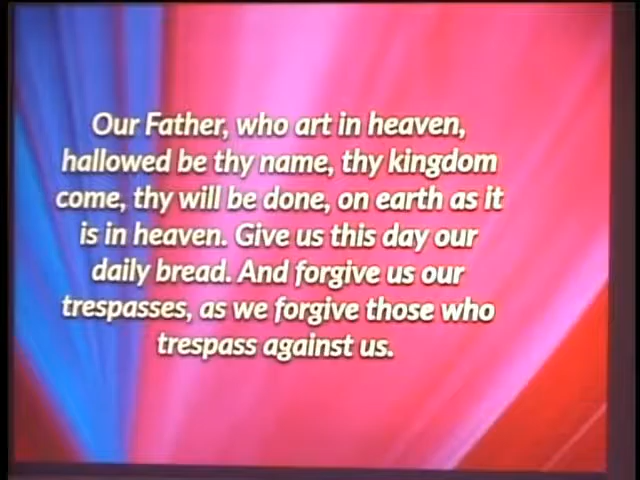 Our Father, who art in heaven,
hallowed be thy name, thy kingdom
come, thy will be done, on earth as it
is in heaven. Give us this day our
daily bread. And forgive us our
trespasses, as we forgive those who
trespass against us.